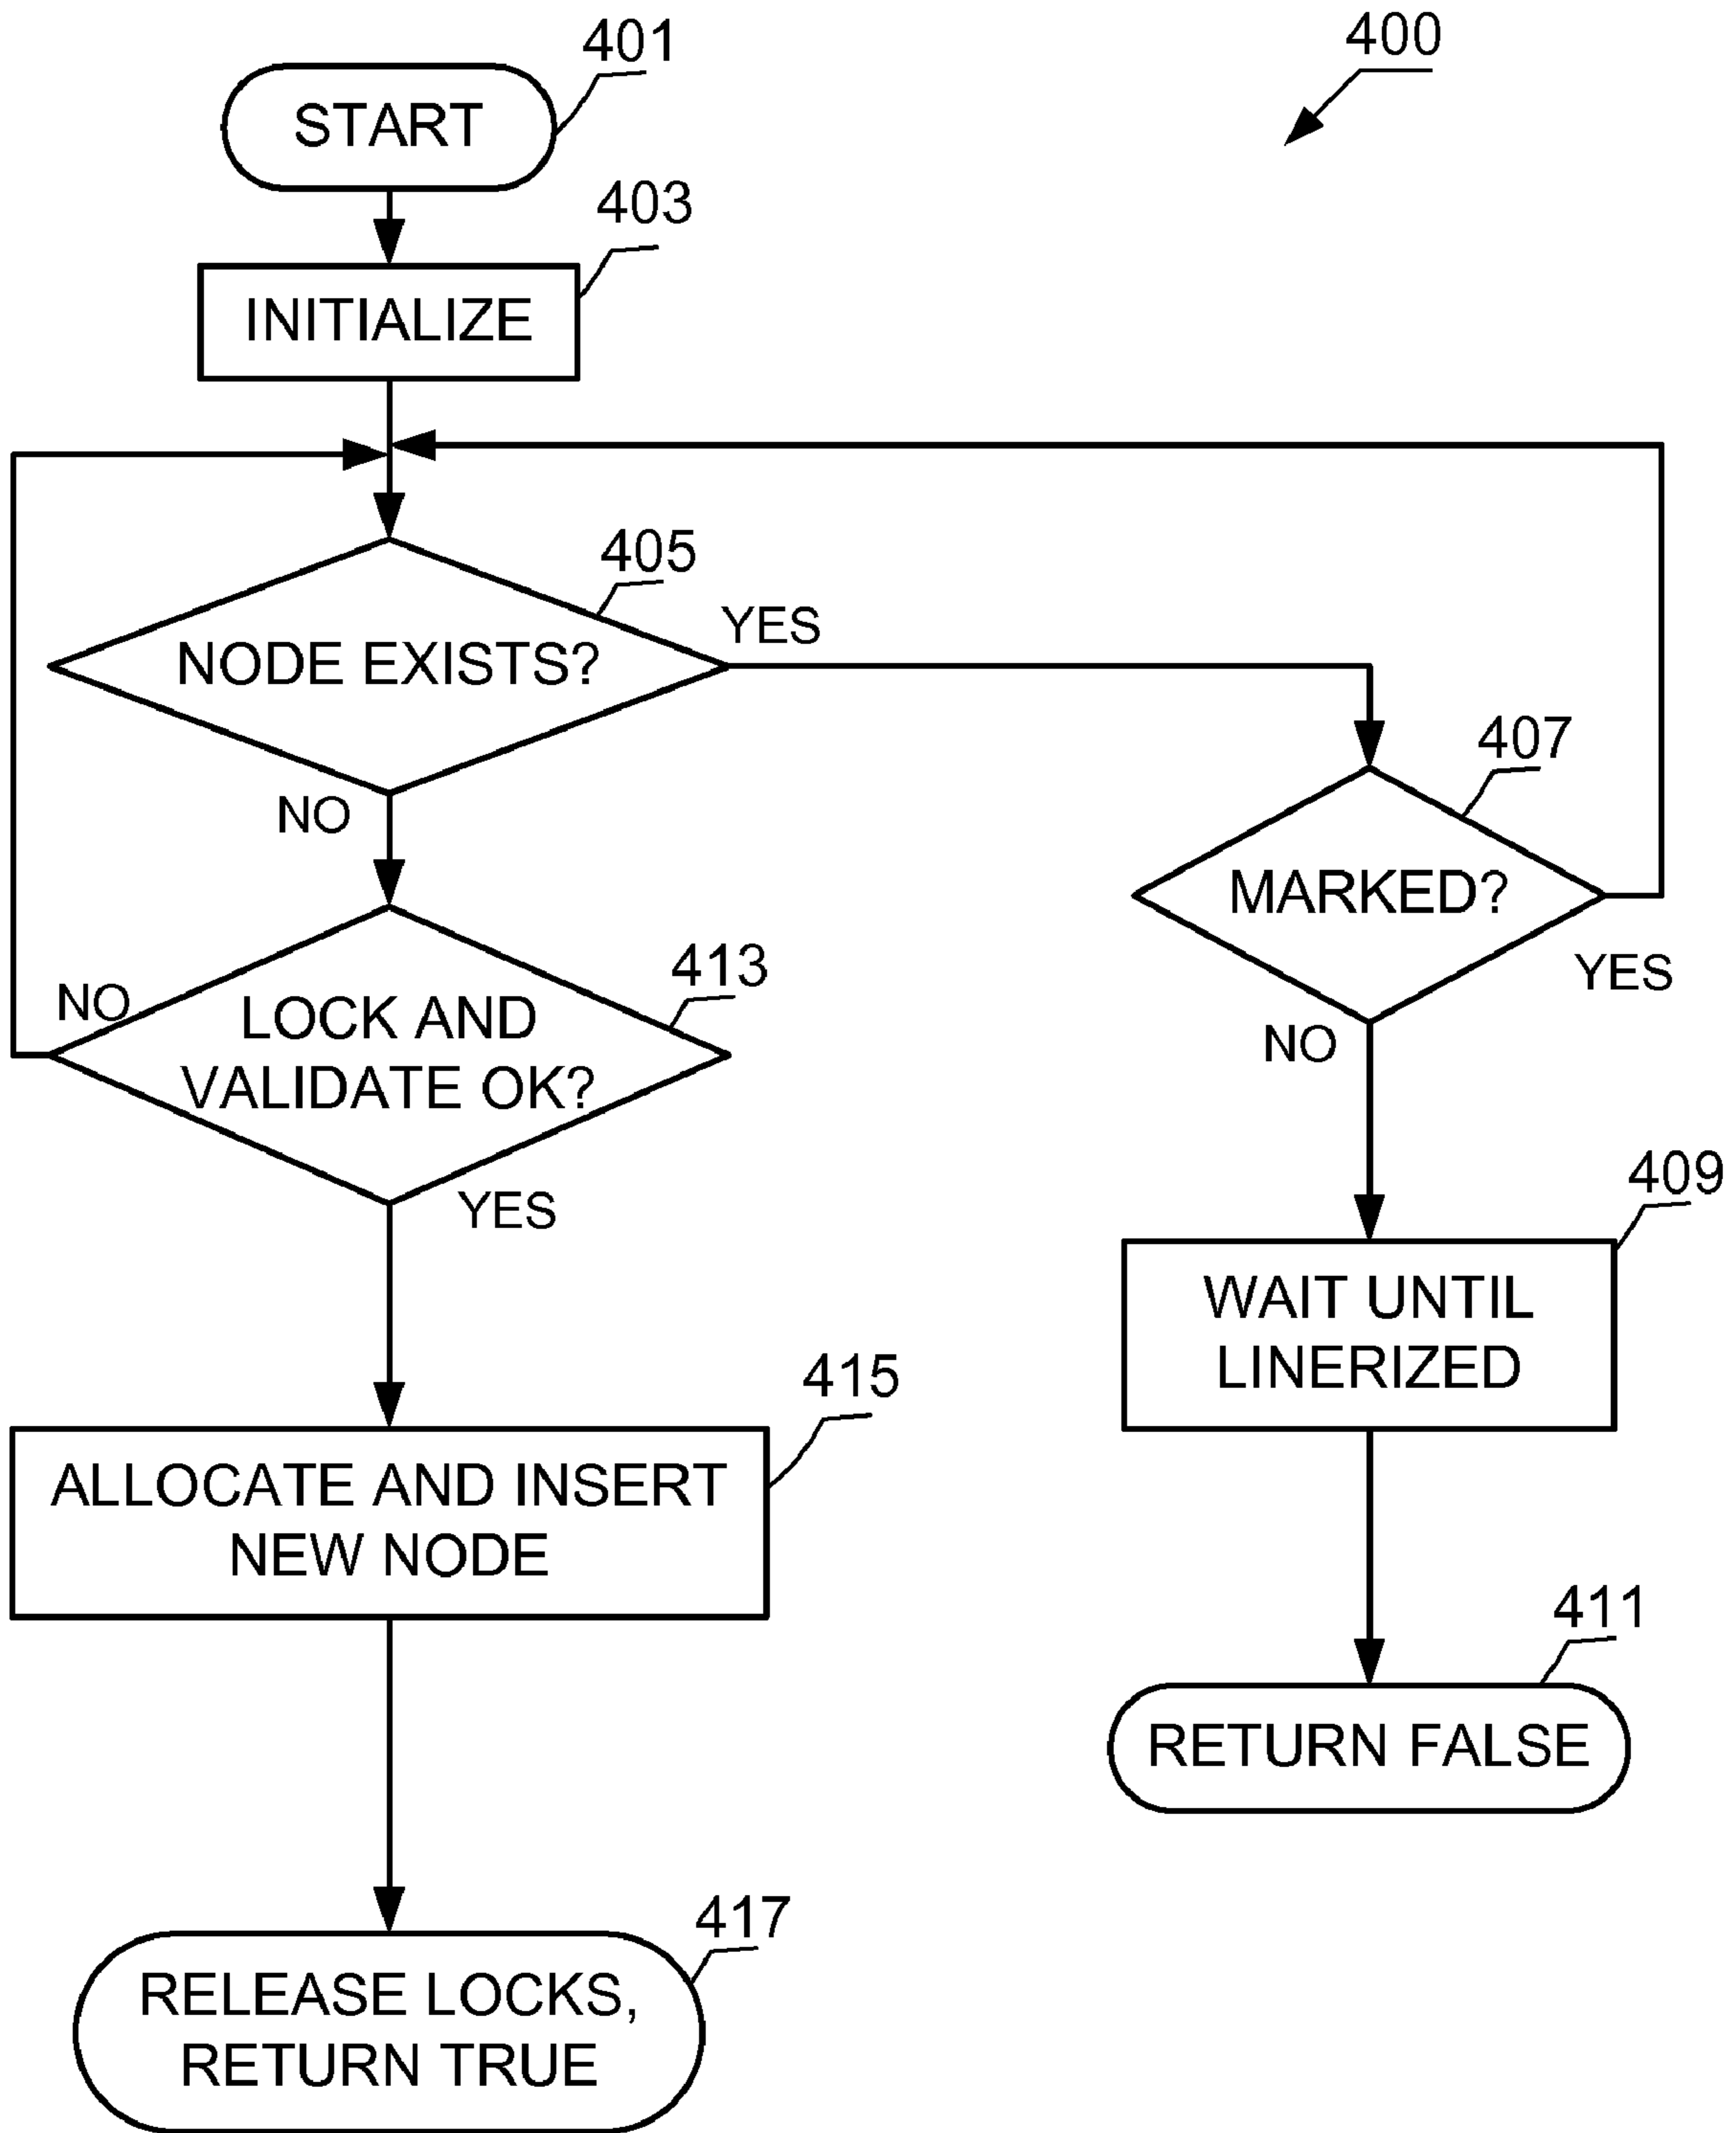 401
400
START
403
INITIALIZE
405
YES
NODE EXISTS?
407
NO
MARKED?
YES
413
NO
LOCK AND
VALIDATE OK?
NO
YES
409
WAIT UNTIL
LINERIZED
415
ALLOCATE AND INSERT
NEW NODE
411
RETURN FALSE
417
RELEASE LOCKS,
RETURN TRUE